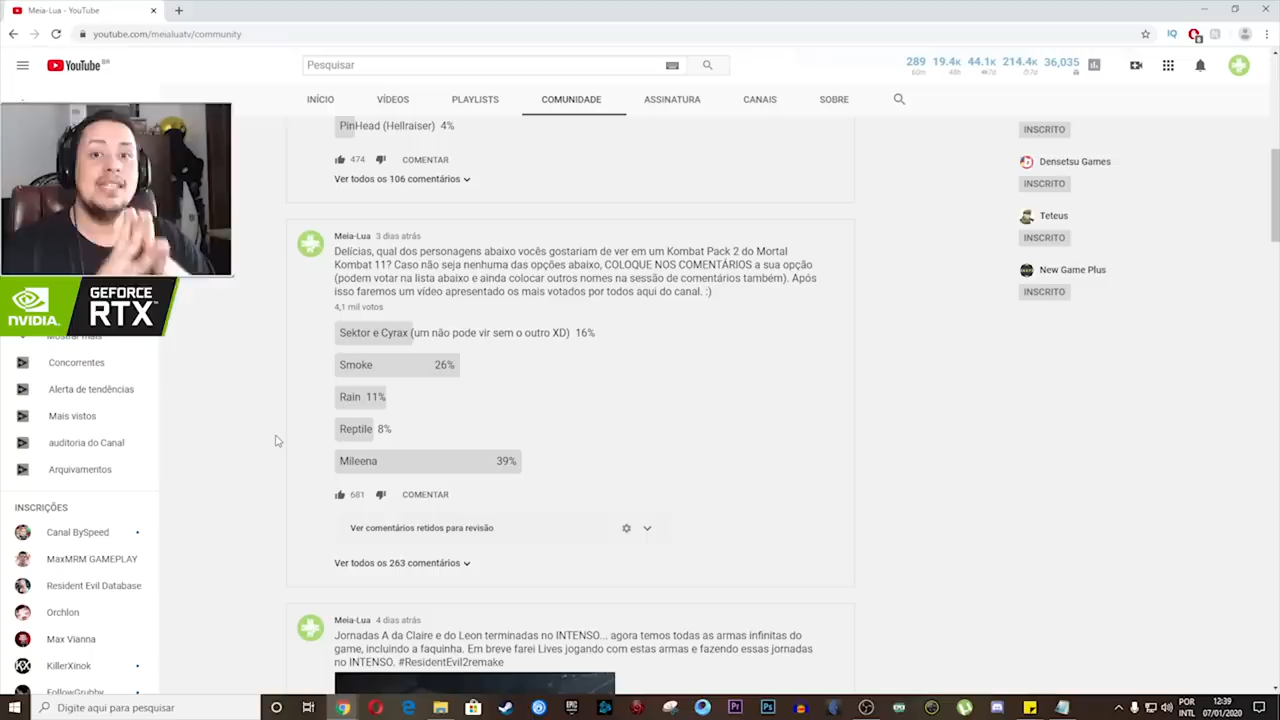 Meia-Lua - YouTube
youtube.com/meialuatv/community
YouTube BR
Pesquisar
289 19.4K 44.1K 214.4K 36,035
60m 48h 7d
INÍCIO VÍDEOS PLAYLISTS COMUNIDADE ASSINATURA CANAIS SOBRE
PinHead (Hellraiser) 4%
474 COMENTAR
Ver todos os 106 comentários
INSCRITO
Densetsu Games
INSCRITO
Teteus
INSCRITO
New Game Plus
INSCRITO
Meia-Lua 3 dias atrás
Delícias, qual dos personagens abaixo vocês gostariam de ver em um Kombat Pack 2 do Mortal
Kombat 11? Caso não seja nenhuma das opções abaixo, COLOQUE NOS COMENTÁRIOS a sua opção
(podem votar na lista abaixo e ainda colocar outros nomes na sessão de comentários também). Após
isso faremos um vídeo apresentado os mais votados por todos aqui do canal. :)
4,1 mil votos
Sektor e Cyrax (um não pode vir sem o outro XD) 16%
Smoke 26%
Rain 11%
Reptile 8%
Mileena 39%
681 COMENTAR
Ver comentários retidos para revisão
Ver todos os 263 comentários
Meia-Lua 4 dias atrás
Jornadas A da Claire e do Leon terminadas no INTENSO... agora temos todas as armas infinitas do
game, incluindo a faquinha. Em breve farei Lives jogando com estas armas e fazendo essas jornadas
no INTENSO. #ResidentEvil2remake
NVIDIA.
GEFORCE
RTX™
Mostrar mais
Concorrentes
Alerta de tendências
Mais vistos
auditoria do Canal
Arquivamentos
INSCRIÇÕES
Canal BySpeed
MaxMRM GAMEPLAY
Resident Evil Database
Orchlon
Max Vianna
KillerXinok
FollowGrubby
Digite aqui para pesquisar
POR
INTL
12:39
07/01/2020